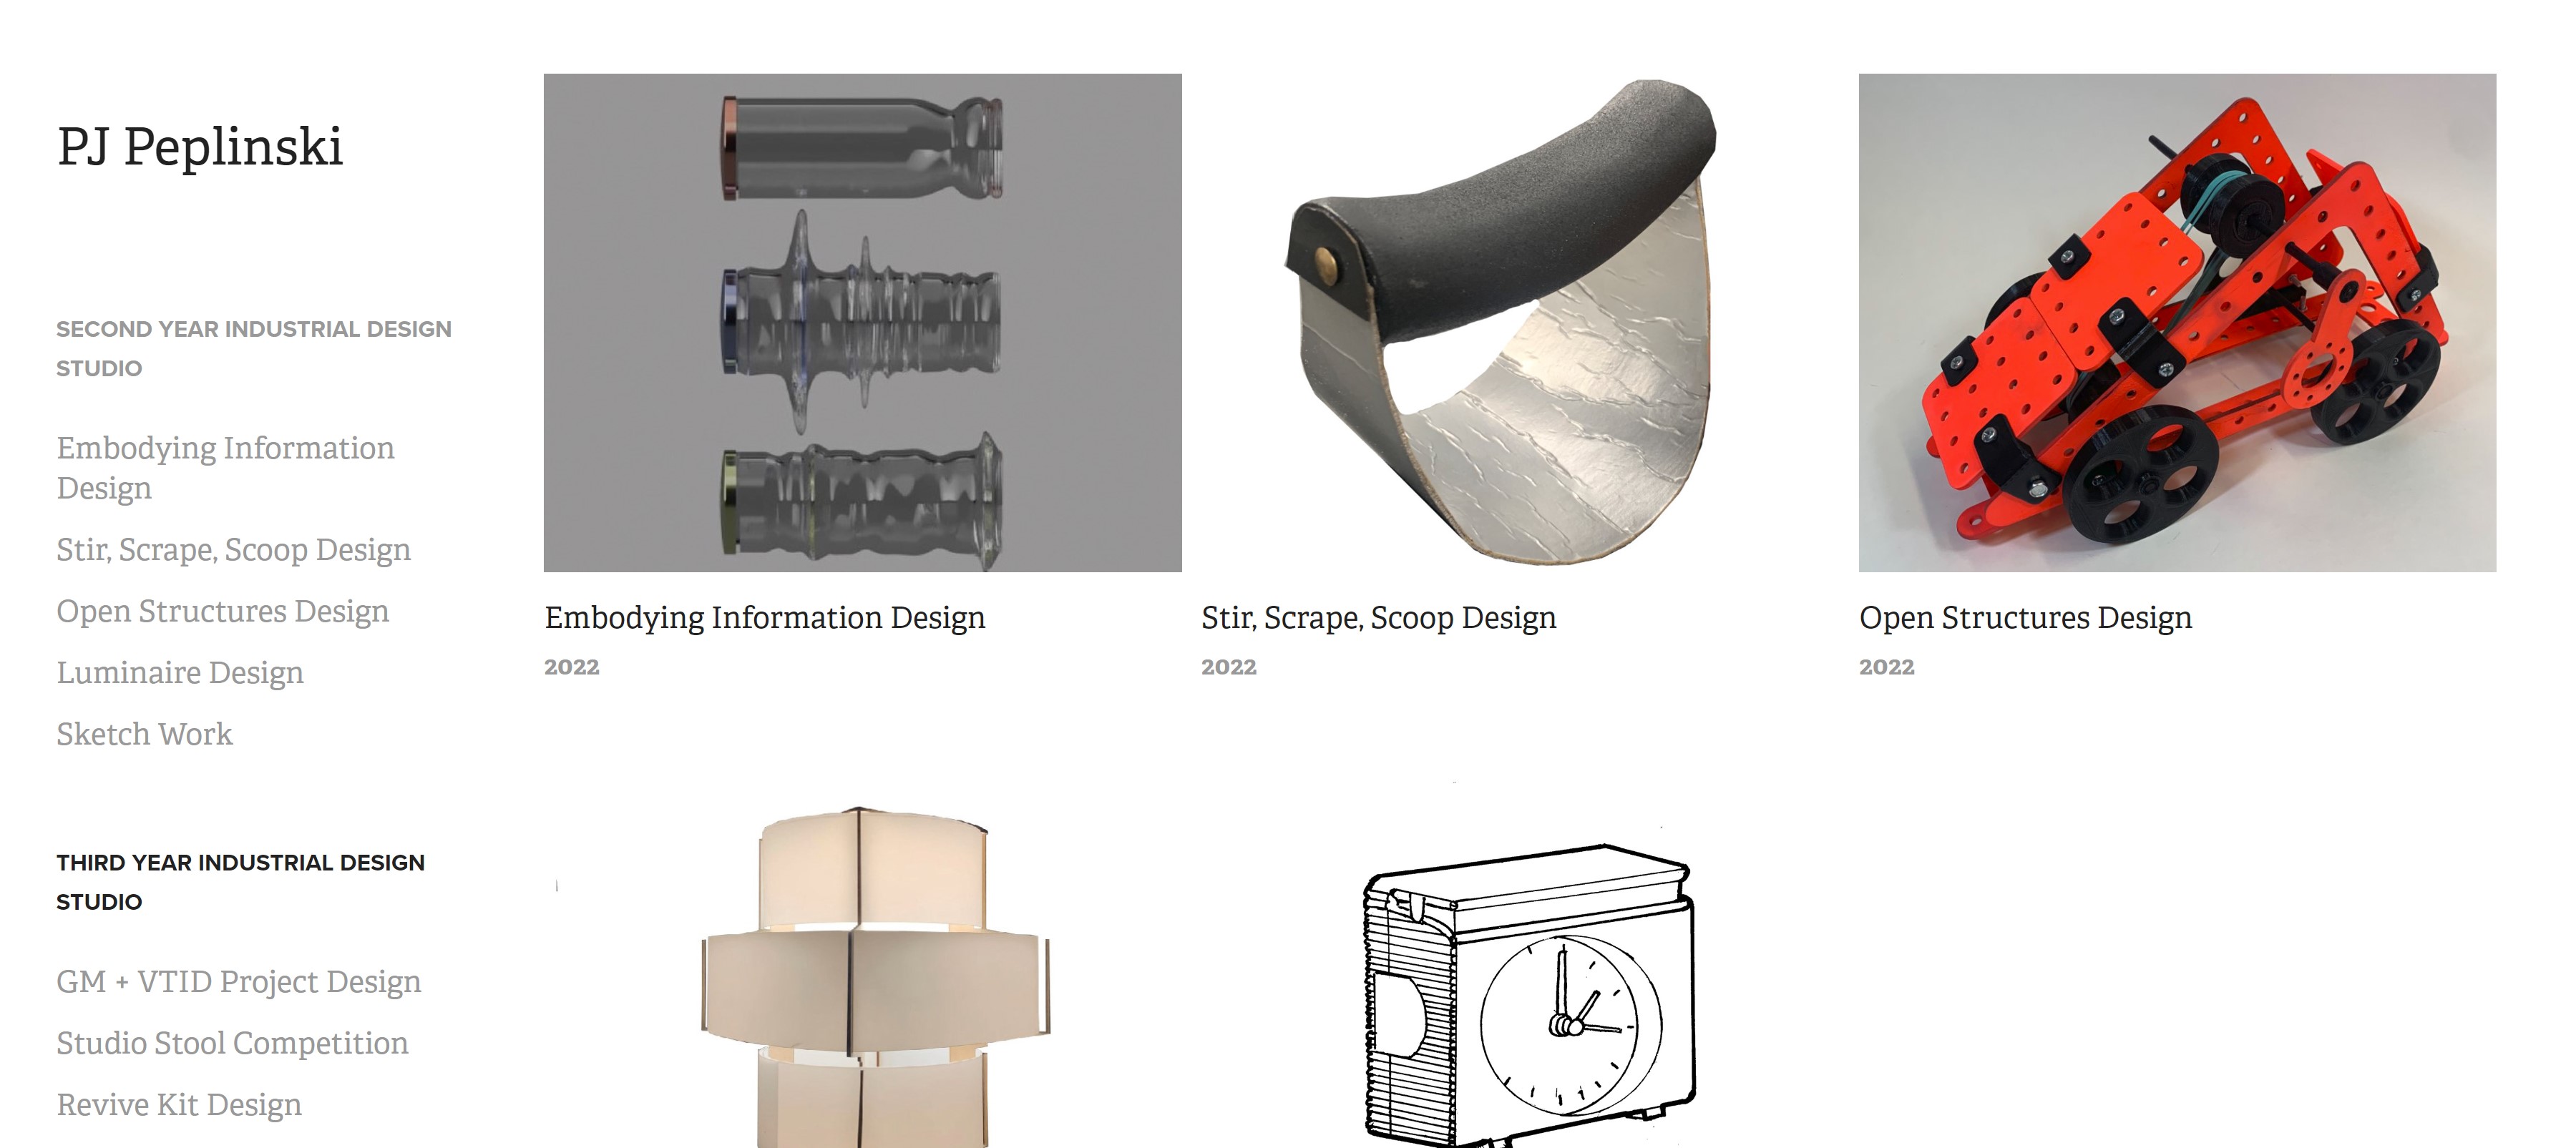 PJ Peplinski
SECOND YEAR INDUSTRIAL DESIGN
STUDIO
Embodying Information
Design
Stir, Scrape, Scoop Design
Open Structures Design
Luminaire Design
Sketch Work
THIRD YEAR INDUSTRIAL DESIGN
STUDIO
GM + VTID Project Design
Studio Stool Competition
Revive Kit Design
Embodying Information Design
2022
Stir, Scrape, Scoop Design
2022
Open Structures Design
2022